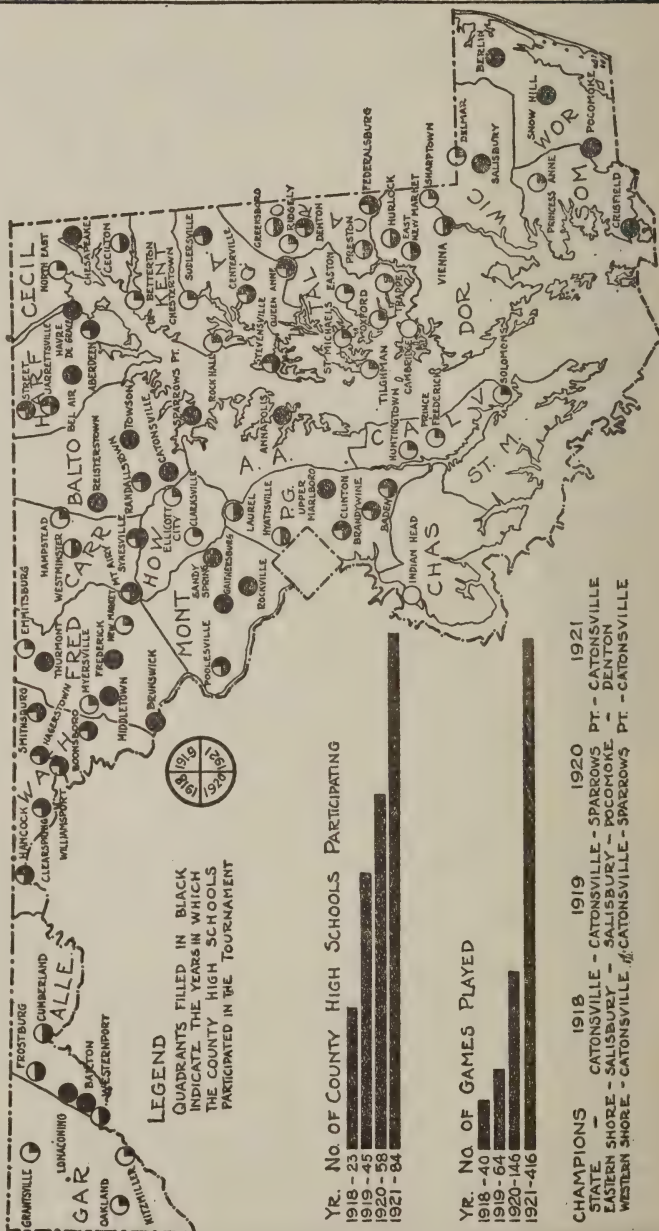 GRANTSVILLE
FROSTBURG
CUMBERLAND
LONACONING
BARTON
WESTERNPORT
OAKLAND
KITZMILLER
GAR
ALLE
HANCOCK
CLEARSPRING
WILLIAMSPORT
SMITHSBURG
HAGERSTOWN
BOONSBORO
WASH
EMMITSBURG
THURMONT
FRED
MYERSVILLE
FREDERICK
NEW MARKET
MIDDLETOWN
BRUNSWICK
HAMPSTEAD
WESTMINSTER
CARR
SYKESVILLE
MT AIRY
BALTO
REISTERSTOWN
RANDALLSTOWN
TOWSON
CATONSVILLE
SPARROWS PT.
HOW
ELLICOTT CITY
CLARKSVILLE
MONT
SANDY SPRING
GAITHERSBURG
ROCKVILLE
POOLESVILLE
STREET
HARF
JARRETTSVILLE
BEL AIR
HAVRE DE GRACE
ABERDEEN
CECIL
NORTH EAST
CHESAPEAKE
CECILTON
BETTERTON
KENT
CHESTERTOWN
ROCK HALL
SUDLERSVILLE
CENTERVILLE
STEVENSVILLE
QUEEN ANNE
Q A
GREENSBORO
RIDGELY
DENTON
CARO
PRESTON
FEDERALSBURG
EASTON
TAL
ST MICHAELS
OXFORD
TRAPPE
TILGHMAN
CAMBRIDGE
HURLOCK
EAST NEW MARKET
SHARPTOWN
VIENNA
DOR
LAUREL
HYATTSVILLE
P.G.
UPPER MARLBORO
CLINTON
BRANDYWINE
BADEN
ANNAPOLIS
A. A.
INDIAN HEAD
CHAS
HUNTINGTOWN
PRINCE FREDERICK
CALV
SOLOMONS
ST. M.
DELMAR
SALISBURY
WIC
BERLIN
SNOW HILL
WOR
POCOMOKE
PRINCESS ANNE
SOM
CRISFIELD
LEGEND
QUADRANTS FILLED IN BLACK
INDICATE THE YEARS IN WHICH
THE COUNTY HIGH SCHOOLS
PARTICIPATED IN THE TOURNAMENT
1918 1919
1920 1921
YR. NO. OF COUNTY HIGH SCHOOLS PARTICIPATING
1918 - 23
1919 - 45
1920 - 58
1921 - 84
YR. NO. OF GAMES PLAYED
1918 - 40
1919 - 64
1920 - 146
1921 - 416
CHAMPIONS 1918 1919 1920 1921
STATE - CATONSVILLE - CATONSVILLE - SPARROWS PT. - CATONSVILLE
EASTERN SHORE - SALISBURY - SALISBURY - POCOMOKE - DENTON
WESTERN SHORE - CATONSVILLE - CATONSVILLE - SPARROWS PT. - CATONSVILLE